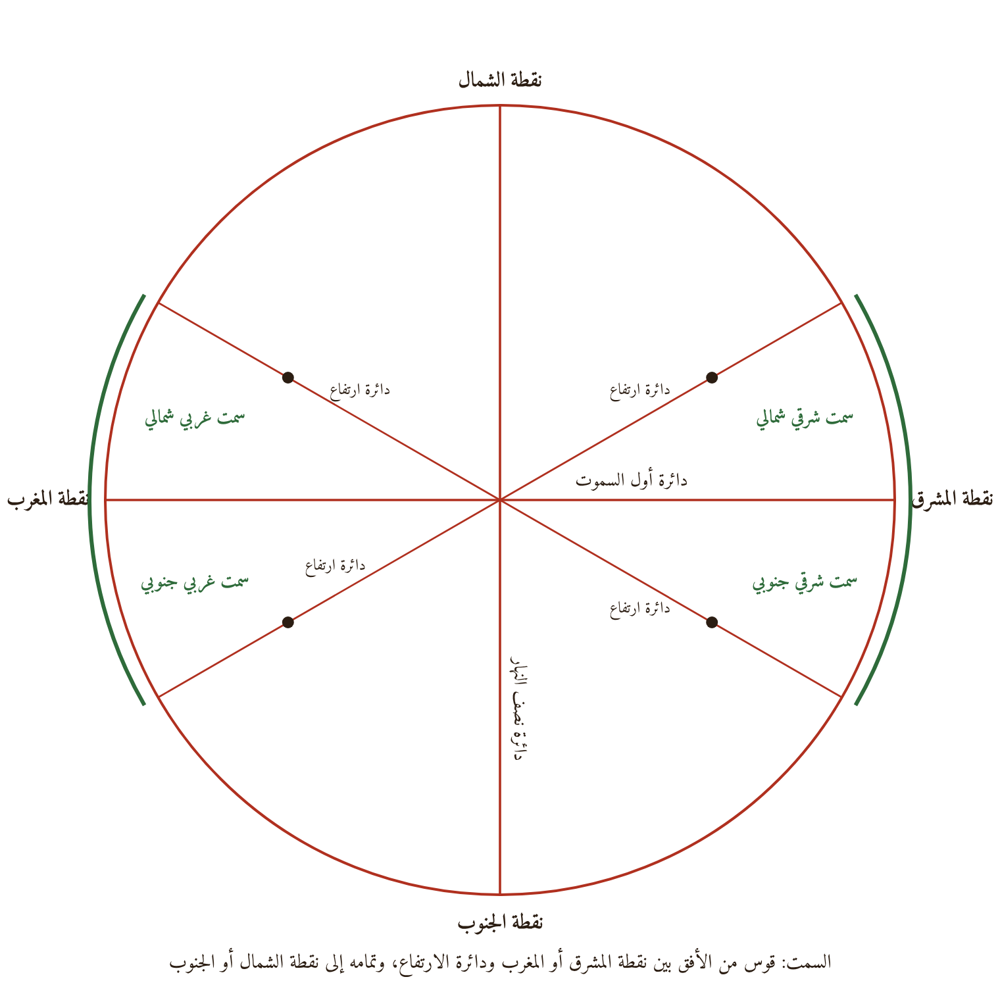 نقطة الشمال
دائرة ارتفاع
دائرة ارتفاع
سمت شرقي شمالي
سمت غربي شمالي
دائرة أول السموت
نقطة المشرق
نقطة المغرب
دائرة ارتفاع
سمت شرقي جنوبي
سمت غربي جنوبي
دائرة ارتفاع
دائرة نصف النهار
نقطة الجنوب
السمت: قوس من الأفق بين نقطة المشرق أو المغرب ودائرة الارتفاع، وتمامه إلى نقطة الشمال أو الجنوب